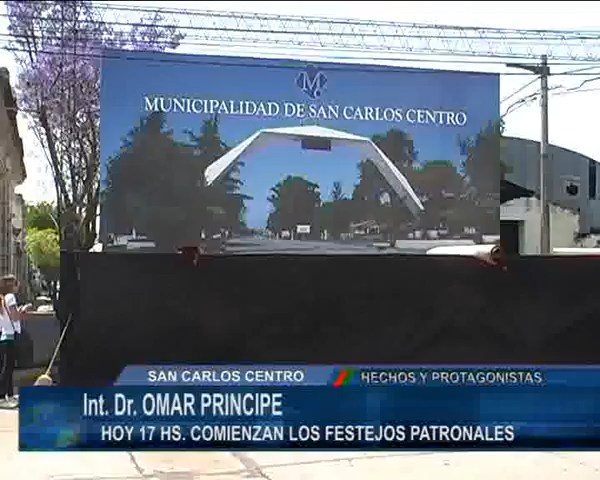 M
MUNICIPALIDAD DE SAN CARLOS CENTRO
SAN CARLOS CENTRO
HECHOS Y PROTAGONISTAS
Int. Dr. OMAR PRINCIPE
HOY 17 HS. COMIENZAN LOS FESTEJOS PATRONALES